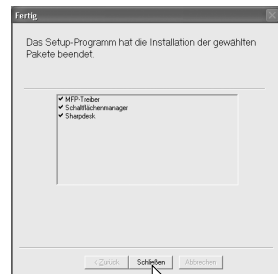 Fertig
Das Setup-Programm hat die Installation der gewählten
Pakete beendet.
✔ MFP-Treiber
✔ Schaltflächenmanager
✔ Sharpdesk
< Zurück Schließen Abbrechen